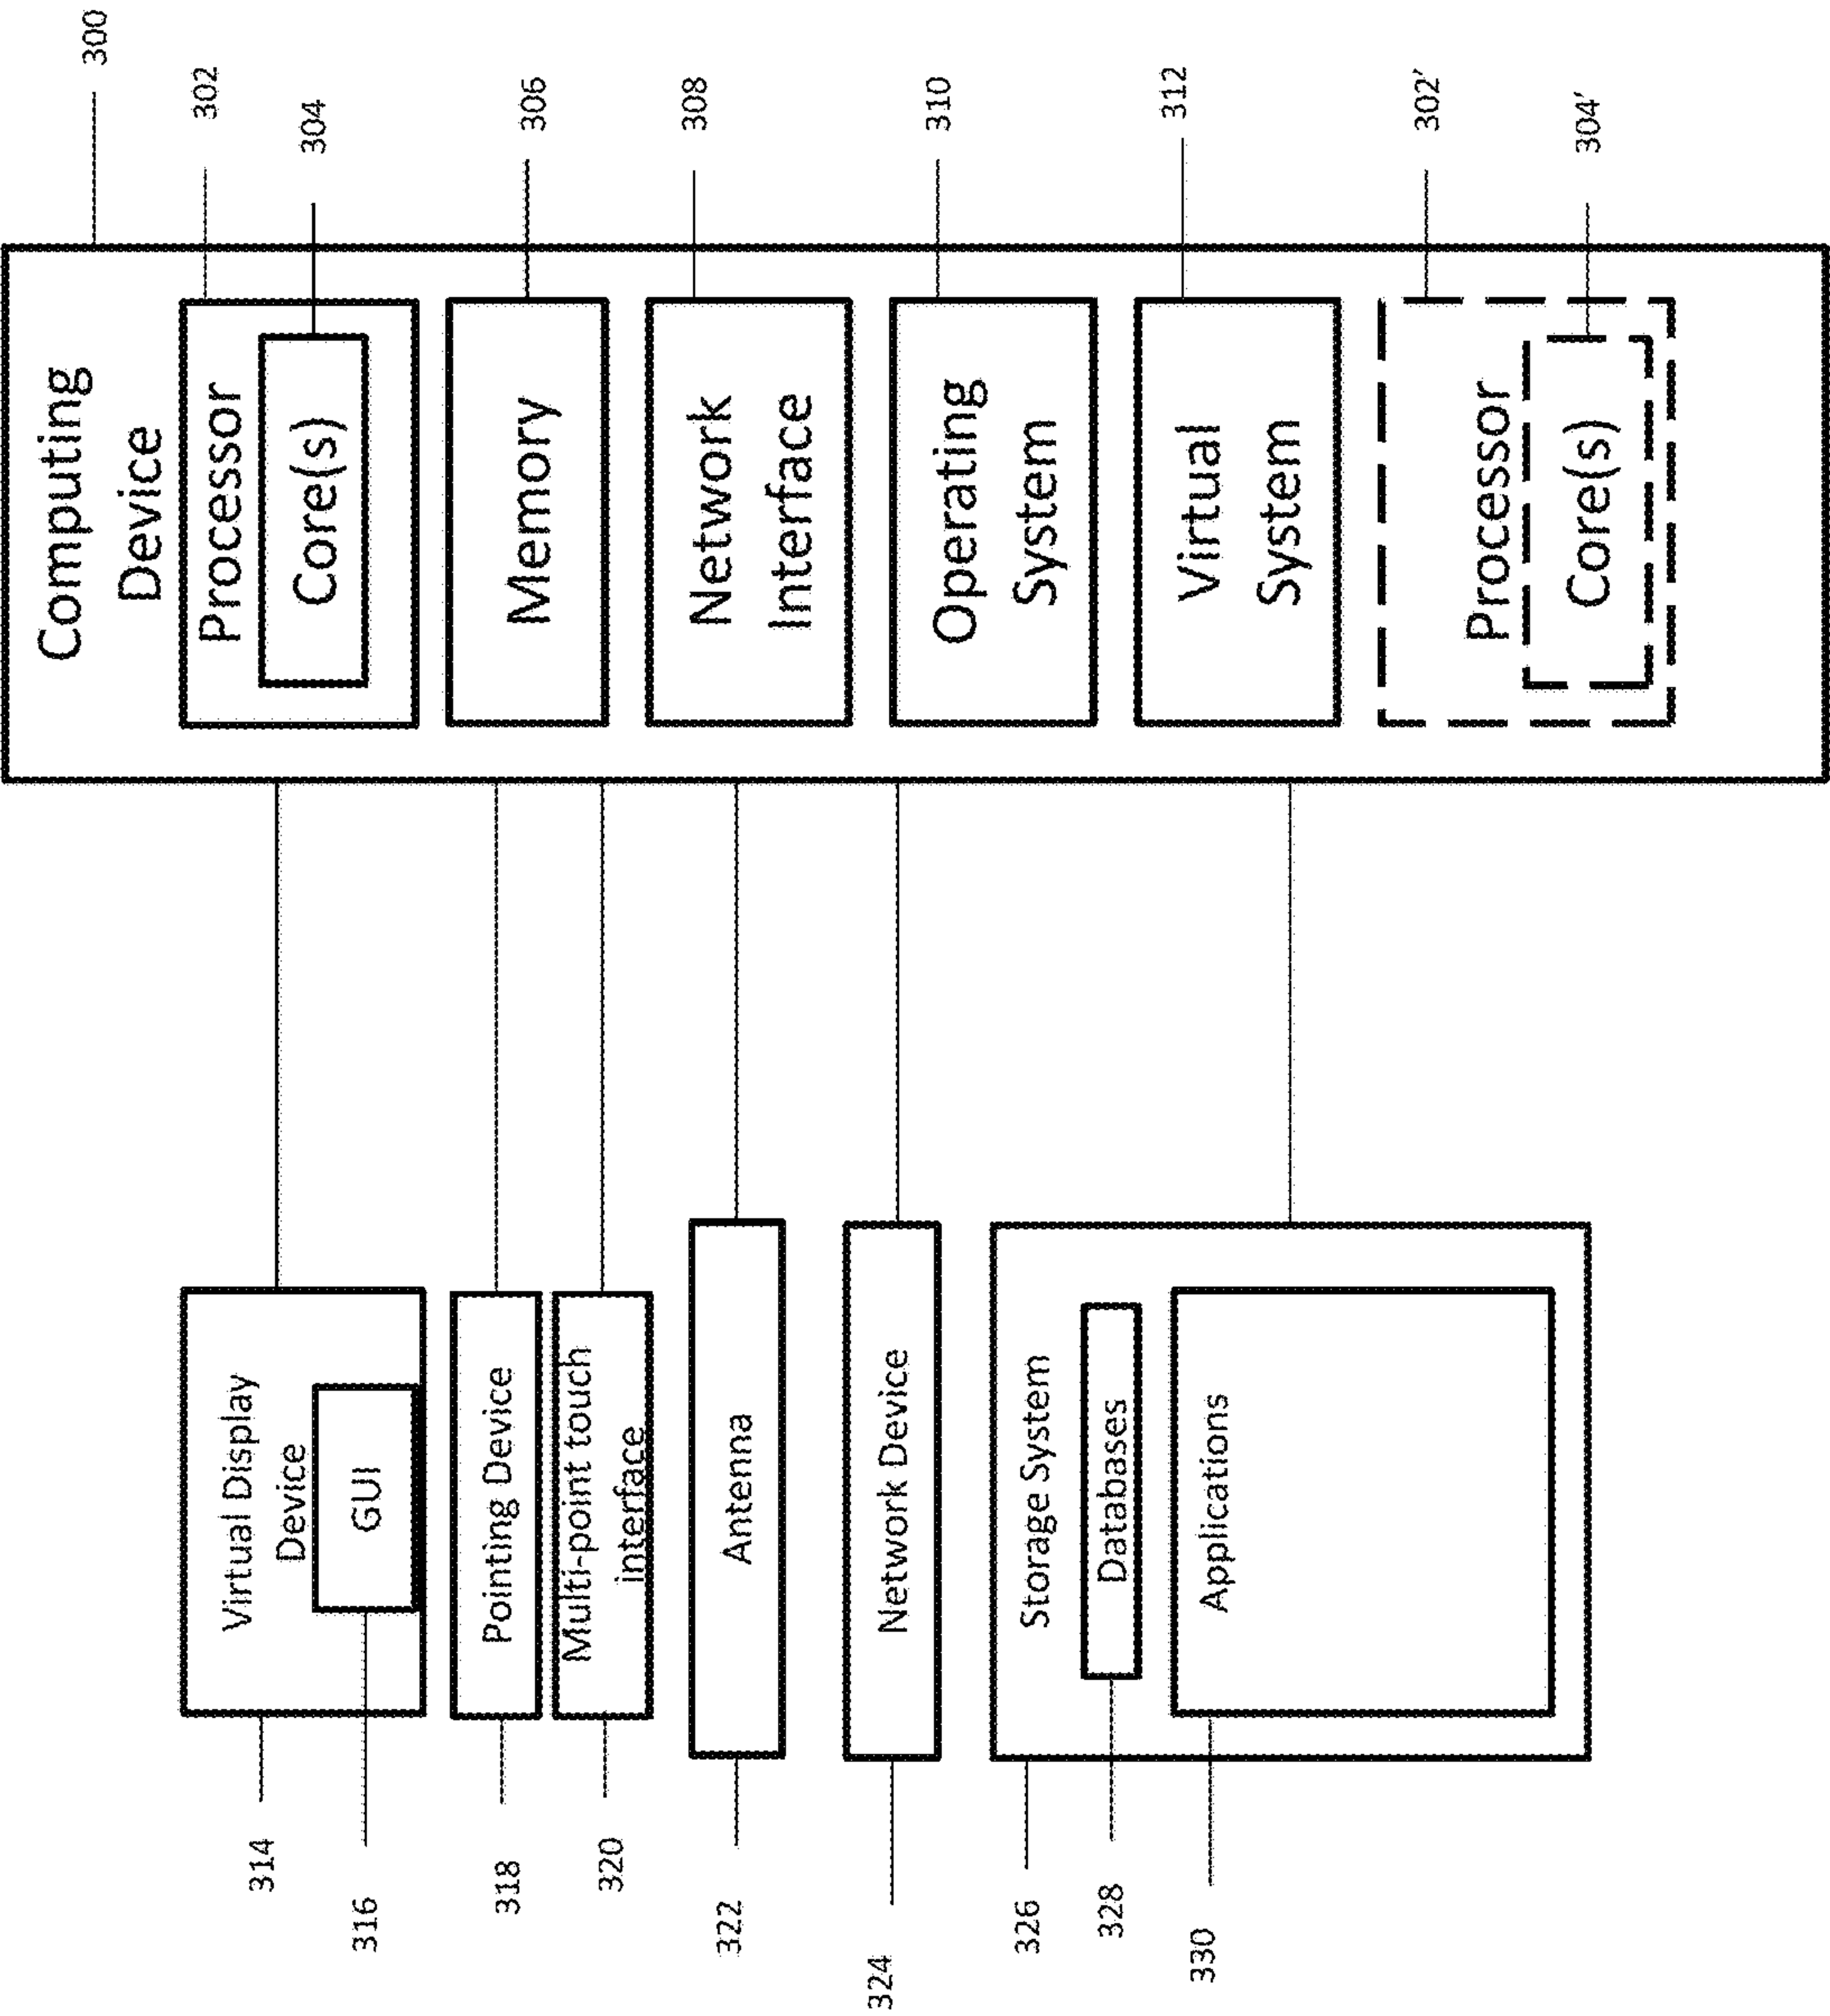 300
Computing
Device
302
Processor
304
Core(s)
306
Memory
308
Network
Interface
310
Operating
System
312
Virtual
System
302'
Processor
304'
Core(s)
314
Virtual Display
Device
316
GUI
318
Pointing Device
320
Multi-point touch
interface
322
Antenna
324
Network Device
326
Storage System
328
Databases
330
Applications